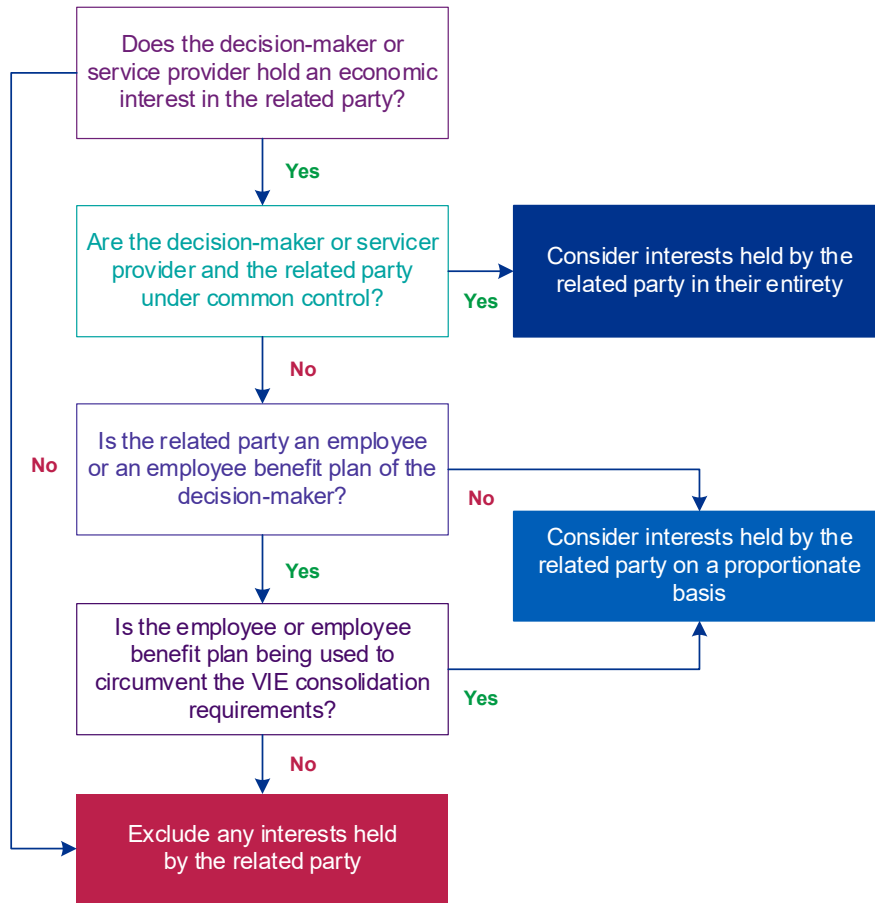 Does the decision-maker or
service provider hold an economic
interest in the related party?
Yes
Are the decision-maker or servicer
provider and the related party
under common control?
Yes
Consider interests held by the
related party in their entirety
No
Is the related party an employee
or an employee benefit plan of the
decision-maker?
No
No
Consider interests held by the
related party on a proportionate
basis
Yes
Is the employee or employee
benefit plan being used to
circumvent the VIE consolidation
requirements?
Yes
No
Exclude any interests held
by the related party